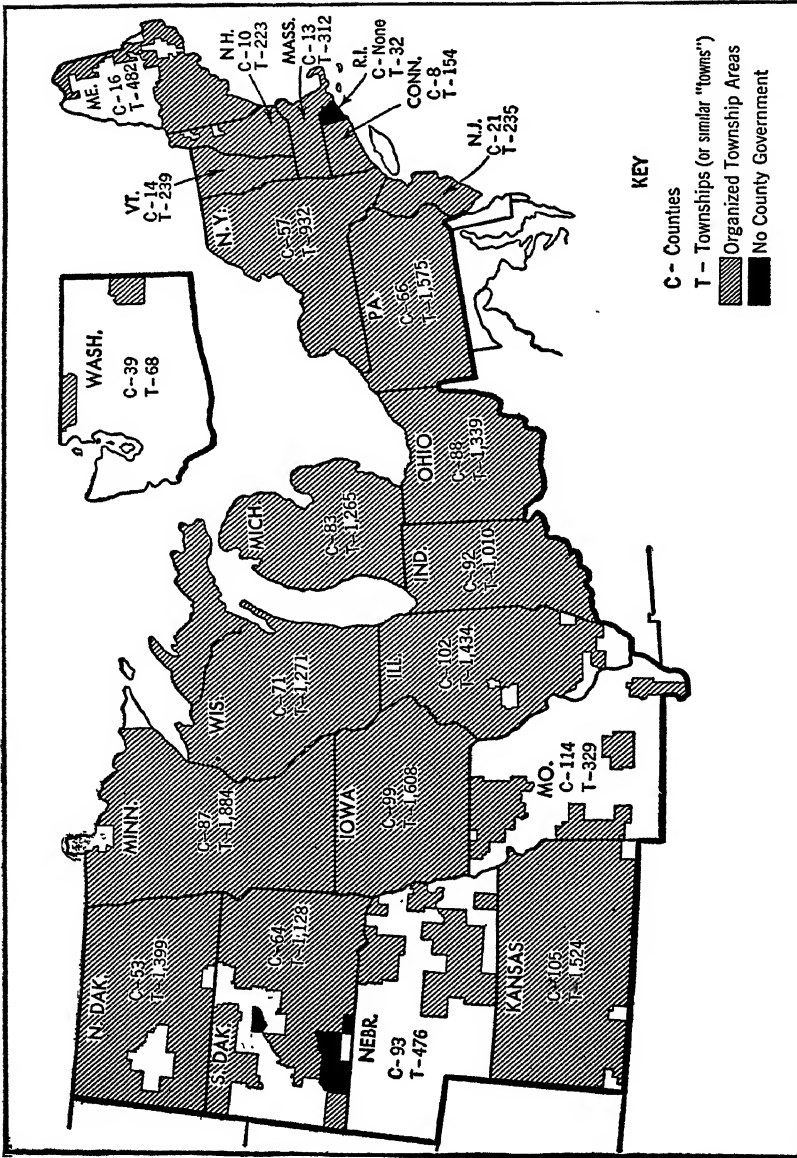 WASH.
C-39
T-68
ME.
C-16
T-482
N H.
C-10
T-223
MASS.
C-13
T-312
R.I.
C-None
T-32
CONN.
C-8
T-154
VT.
C-14
T-239
N.Y.
C-57
T-932
N.J.
C-21
T-235
PA.
C-66
T-1,575
OHIO
C-88
T-1,339
MICH.
C-83
T-1,265
IND.
C-92
T-1,010
WIS.
C-71
T-1,271
ILL.
C-102
T-1,434
MINN.
C-87
T-1,884
IOWA
C-99
T-1,608
MO.
C-114
T-329
N. DAK.
C-53
T-1,399
S. DAK.
C-64
T-1,128
NEBR.
C-93
T-476
KANSAS
C-105
T-1,524
KEY
C- Counties
T- Townships (or similar "towns")
Organized Township Areas
No County Government